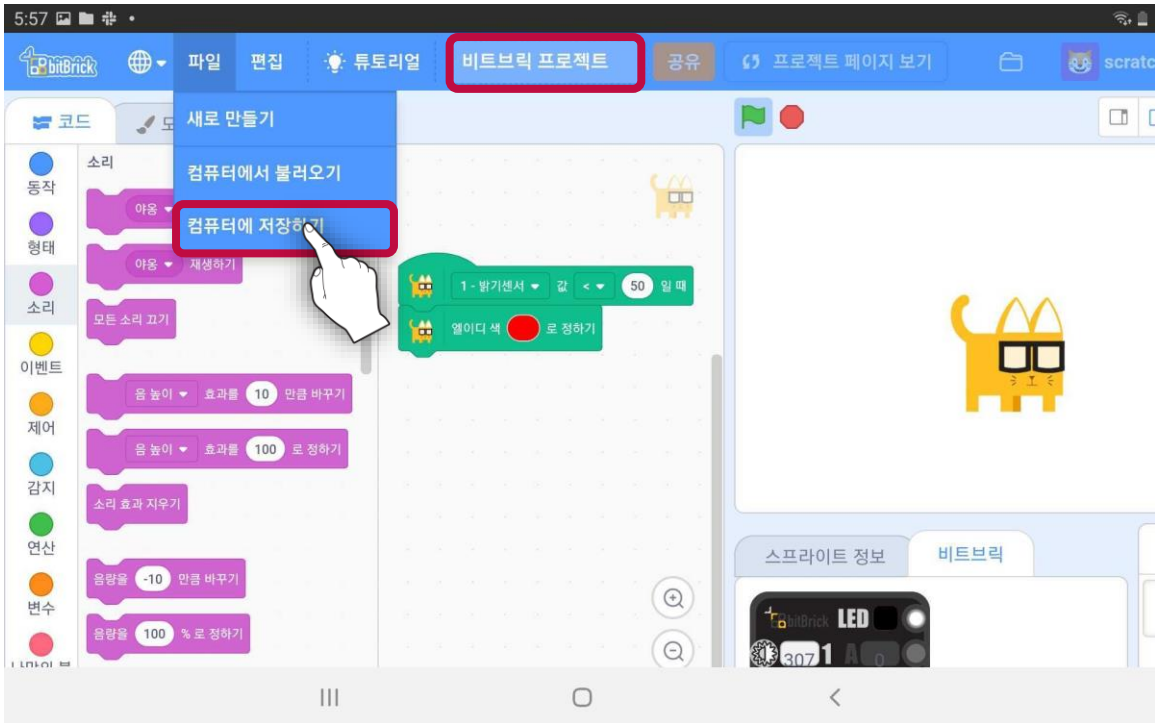 5:57
bitBrick 파일 편집 튜토리얼 비트브릭 프로젝트 공유 프로젝트 페이지 보기 scratc
코드
새로 만들기
컴퓨터에서 불러오기
컴퓨터에 저장하기
동작
형태
소리
이벤트
제어
감지
연산
변수
소리
야옹
야옹 재생하기
모든 소리 끄기
음 높이 효과를 10 만큼 바꾸기
음 높이 효과를 100 로 정하기
소리 효과 지우기
음량을 -10 만큼 바꾸기
음량을 100 % 로 정하기
1 - 밝기센서 값 < 50 일 때
엘이디 색 로 정하기
스프라이트 정보 비트브릭
bitBrick LED
307 1 A 0